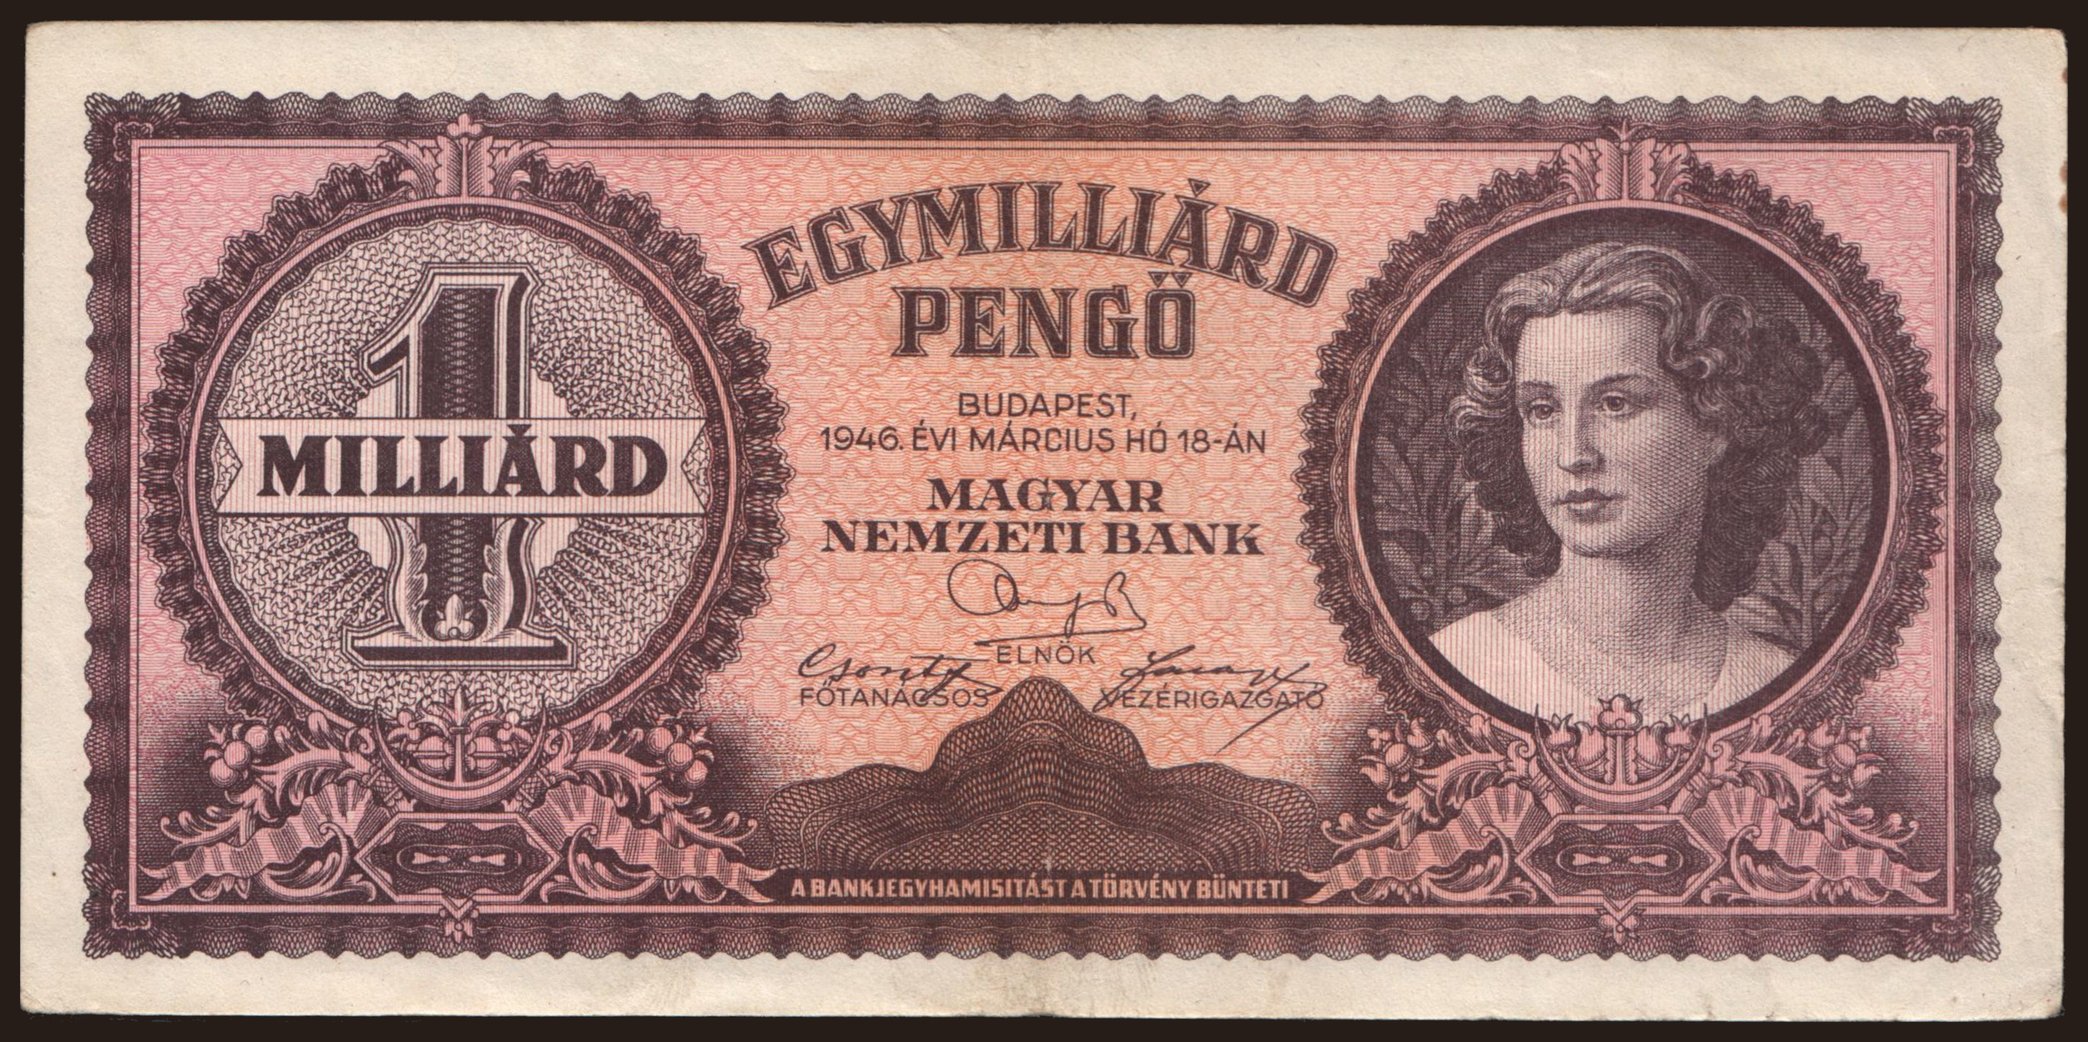 EGYMILLIÁRD
PENGŐ
1
MILLIÁRD
BUDAPEST,
1946. ÉVI MÁRCIUS HÓ 18-ÁN
MAGYAR
NEMZETI BANK
ELNÖK
FŐTANÁCSOS
VEZÉRIGAZGATÓ
A BANKJEGYHAMISITÁST A TÖRVÉNY BÜNTETI